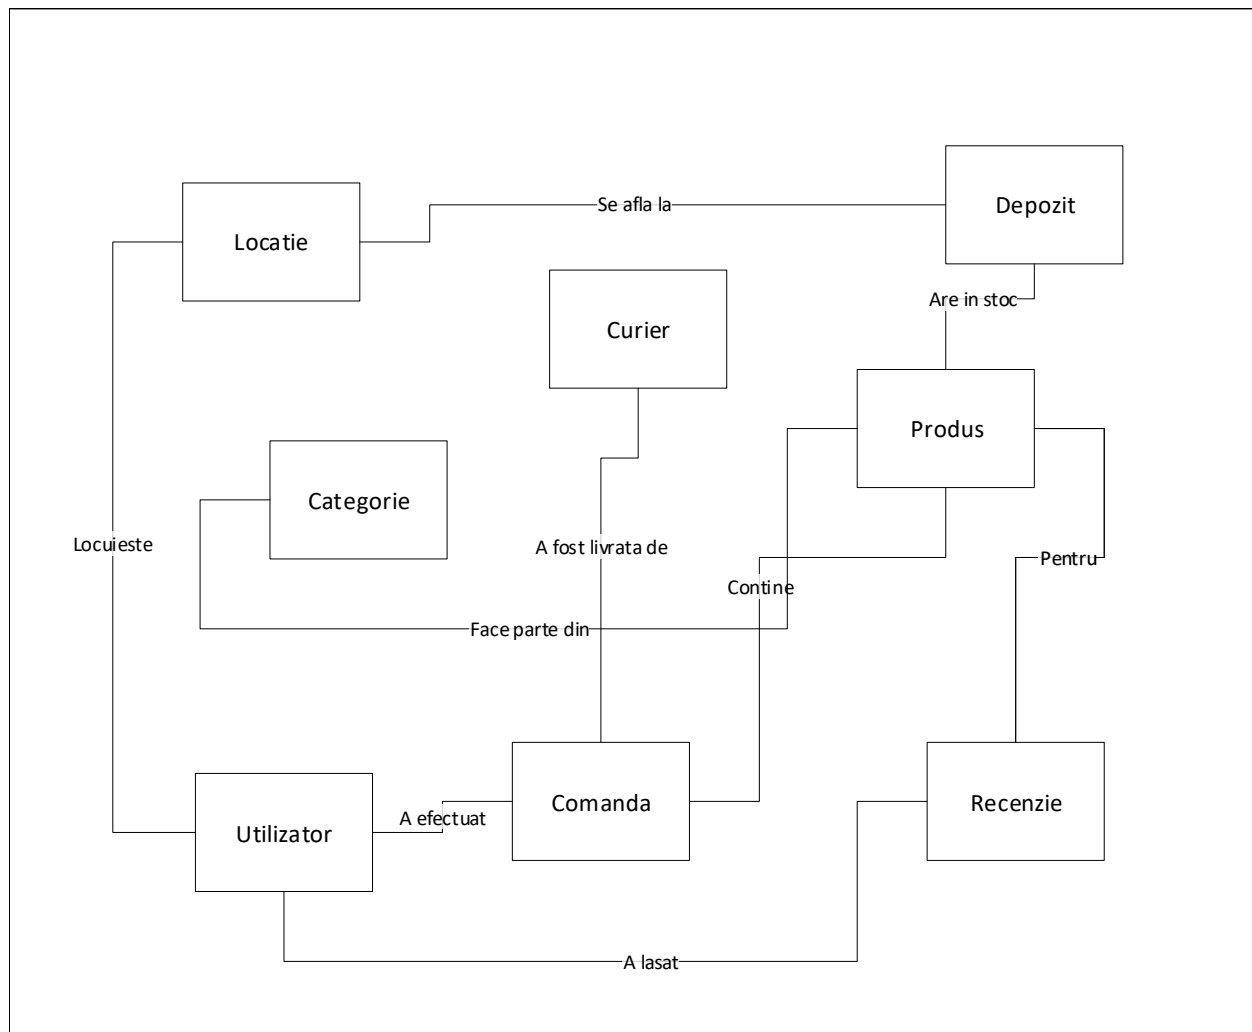 Se afla la
Depozit
Locatie
Are in stoc
Curier
Produs
Categorie
Locuieste
A fost livrata de
Pentru
Contine
Face parte din
Comanda
Recenzie
A efectuat
Utilizator
A lasat